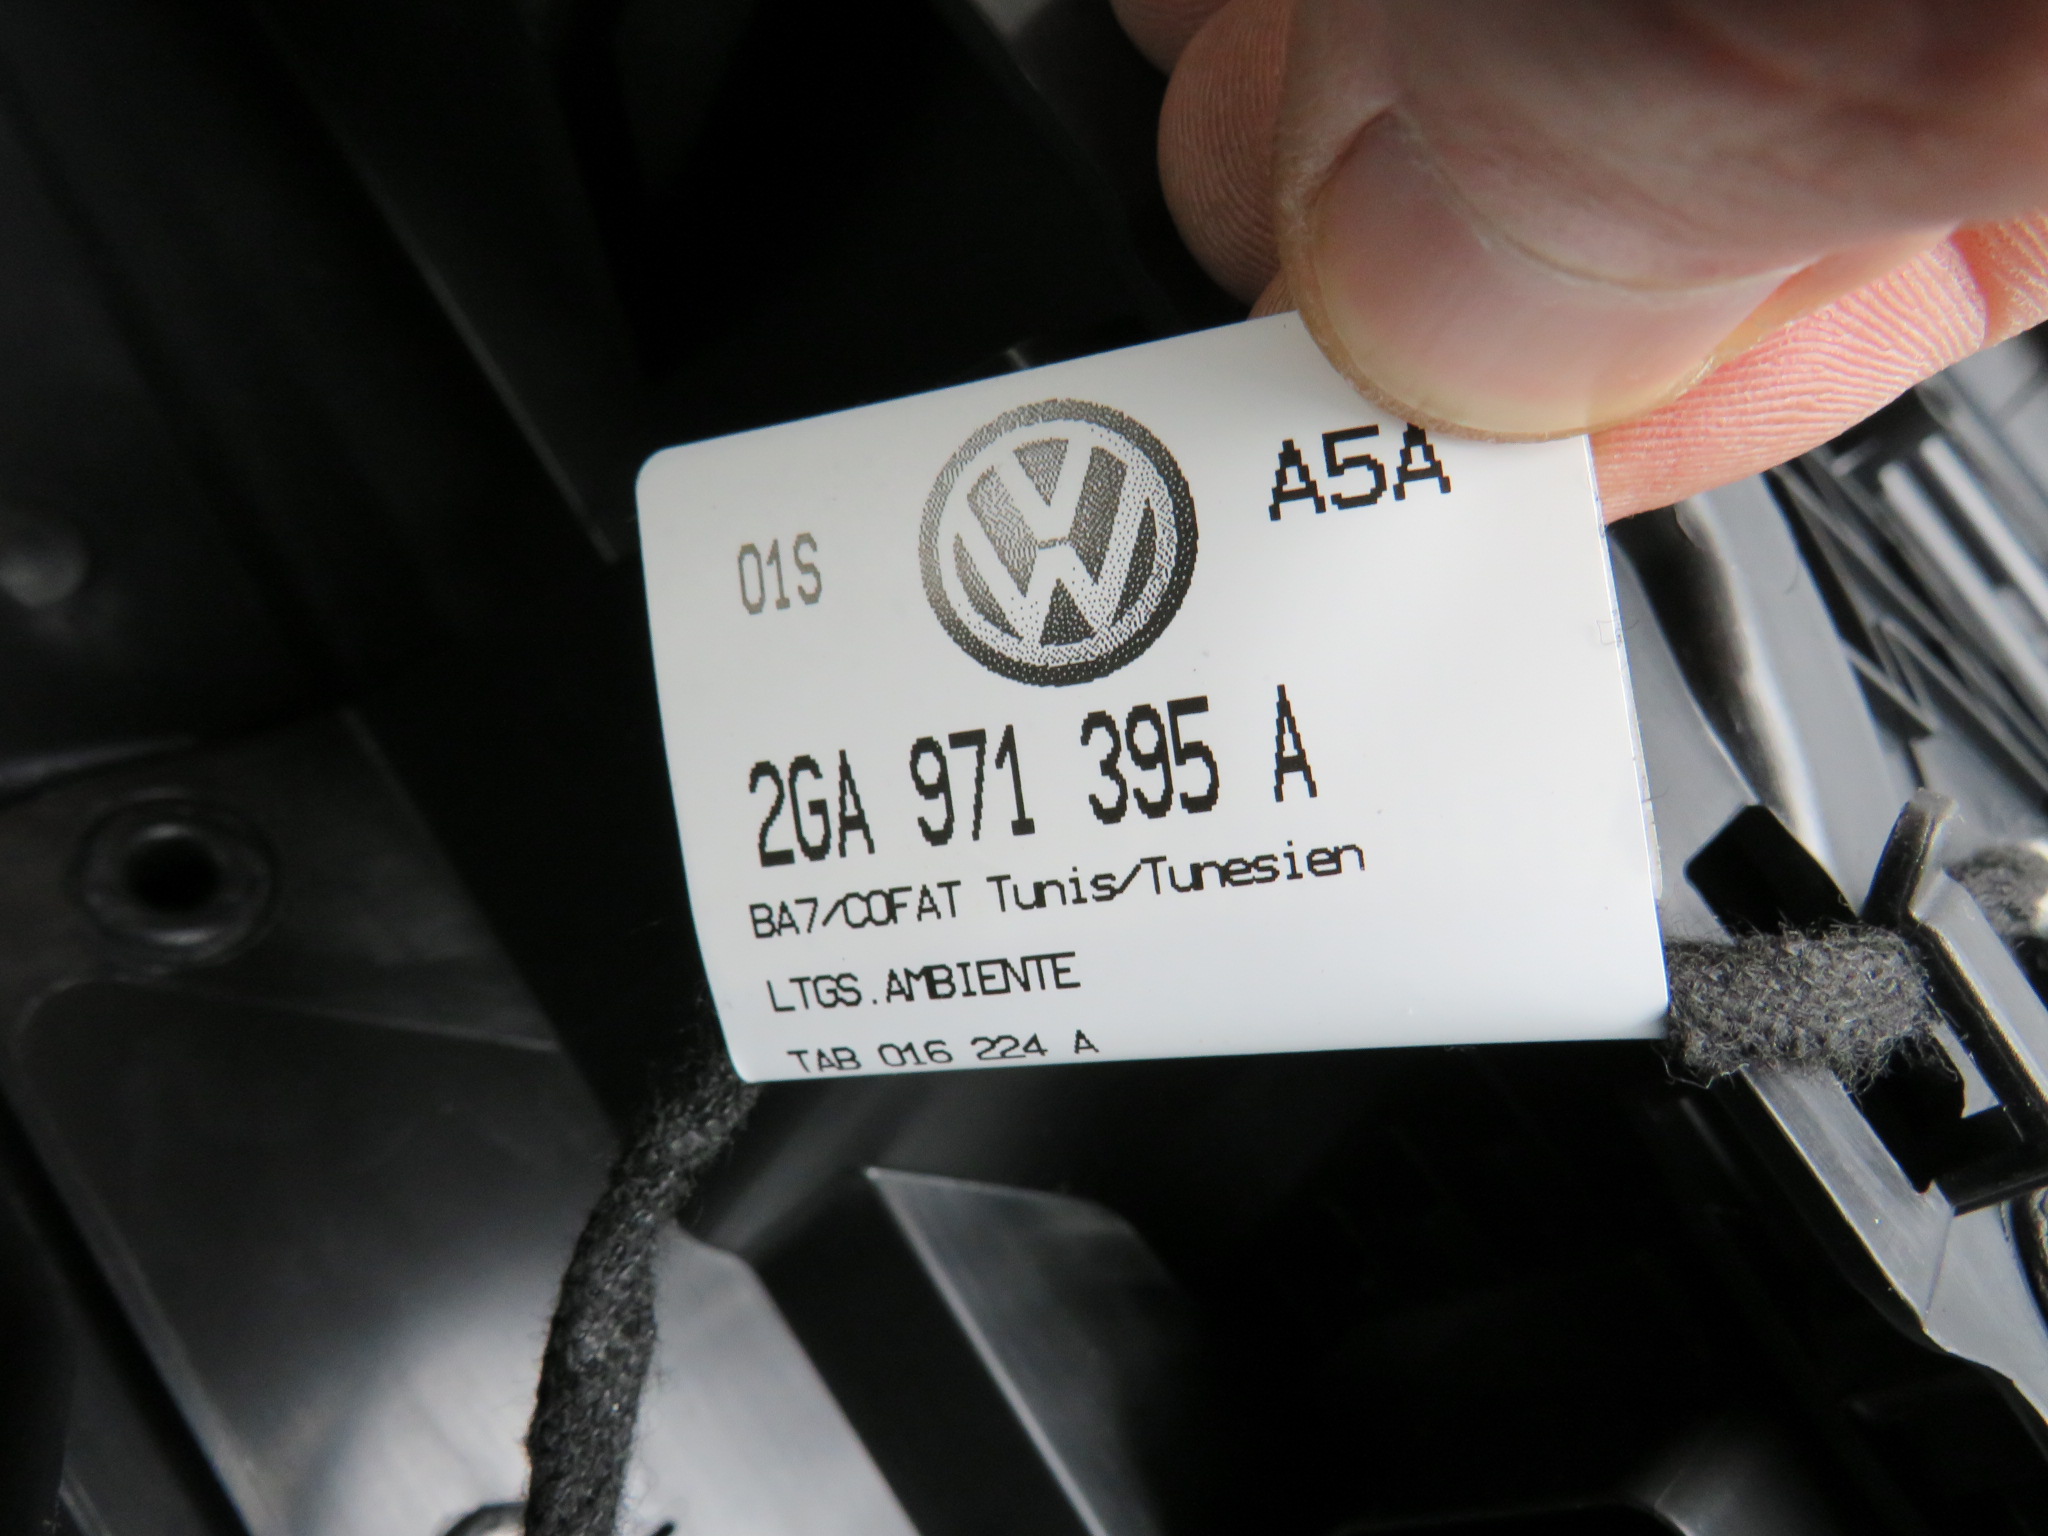 01S A5A
2GA 971 395 A
BA7/COFAT Tunis/Tunesien
LTGS.AMBIENTE
TAB 016 224 A